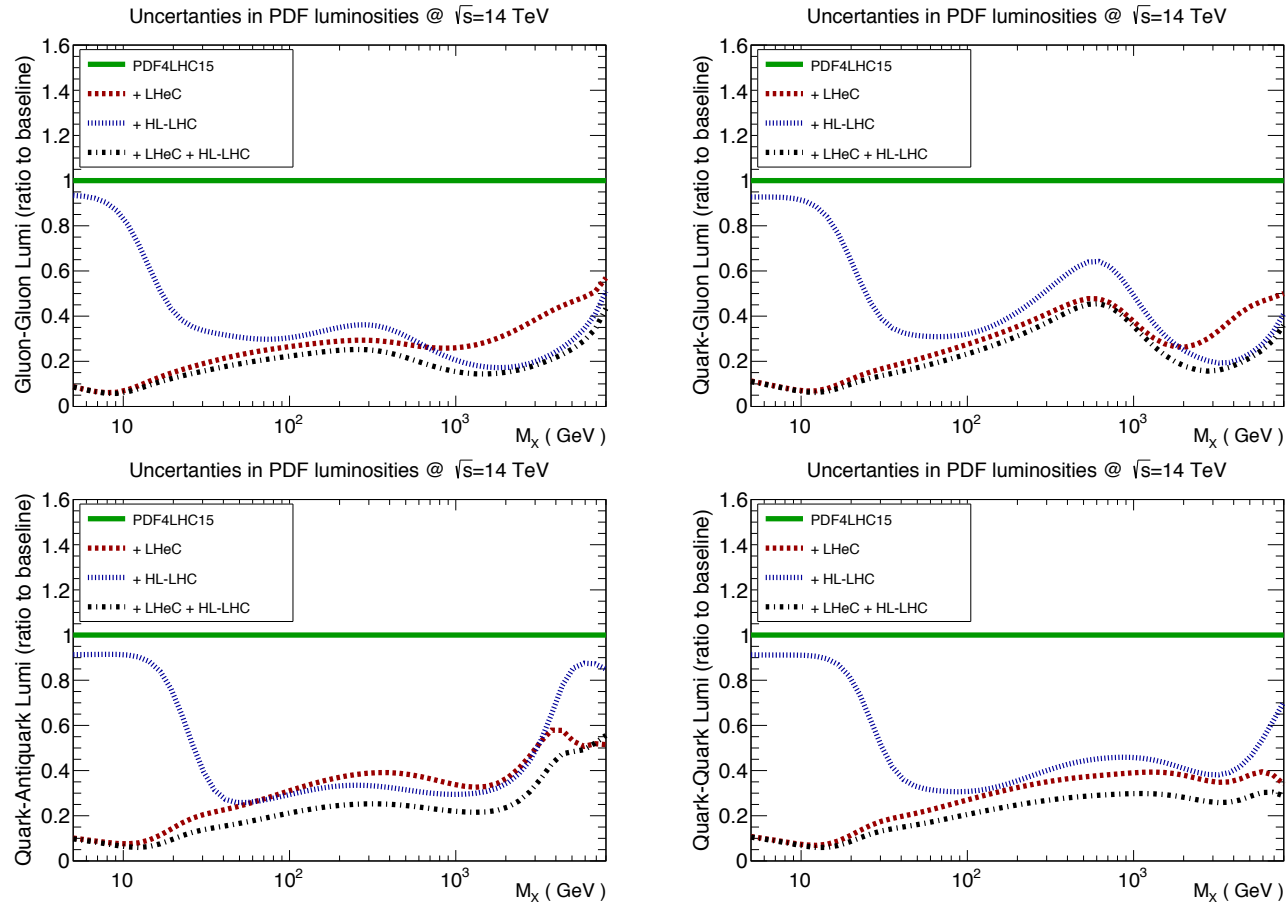 Uncertanties in PDF luminosities @ √s=14 TeV
Gluon-Gluon Lumi (ratio to baseline)
1.6
1.4
1.2
1
0.8
0.6
0.4
0.2
0
PDF4LHC15
+ LHeC
+ HL-LHC
+ LHeC + HL-LHC
10
10²
10³
M_X ( GeV )
Uncertanties in PDF luminosities @ √s=14 TeV
Quark-Gluon Lumi (ratio to baseline)
1.6
1.4
1.2
1
0.8
0.6
0.4
0.2
0
PDF4LHC15
+ LHeC
+ HL-LHC
+ LHeC + HL-LHC
10
10²
10³
M_X ( GeV )
Uncertanties in PDF luminosities @ √s=14 TeV
Quark-Antiquark Lumi (ratio to baseline)
1.6
1.4
1.2
1
0.8
0.6
0.4
0.2
0
PDF4LHC15
+ LHeC
+ HL-LHC
+ LHeC + HL-LHC
10
10²
10³
M_X ( GeV )
Uncertanties in PDF luminosities @ √s=14 TeV
Quark-Quark Lumi (ratio to baseline)
1.6
1.4
1.2
1
0.8
0.6
0.4
0.2
0
PDF4LHC15
+ LHeC
+ HL-LHC
+ LHeC + HL-LHC
10
10²
10³
M_X ( GeV )